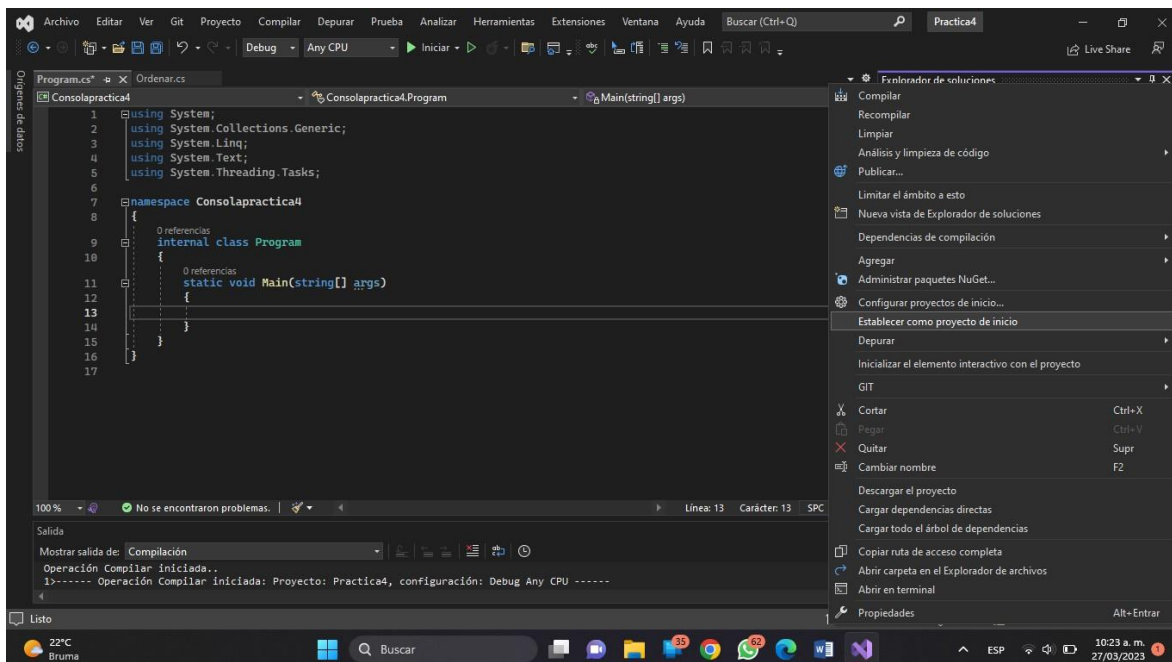 Archivo Editar Ver Git Proyecto Compilar Depurar Prueba Analizar Herramientas Extensiones Ventana Ayuda Buscar (Ctrl+Q) Practica4
Debug Any CPU Iniciar Live Share
Orígenes de datos
Program.cs* Ordenar.cs
Explorador de soluciones
Consolapractica4 Consolapractica4.Program Main(string[] args)
1 using System;
2 using System.Collections.Generic;
3 using System.Linq;
4 using System.Text;
5 using System.Threading.Tasks;
6
7 namespace Consolapractica4
8 {
0 referencias
9 internal class Program
10 {
0 referencias
11 static void Main(string[] args)
12 {
13
14 }
15 }
16 }
17
100 % No se encontraron problemas. Línea: 13 Carácter: 13 SPC
Salida
Mostrar salida de: Compilación
Operación Compilar iniciada..
1>------ Operación Compilar iniciada: Proyecto: Practica4, configuración: Debug Any CPU ------
Listo
Compilar
Recompilar
Limpiar
Análisis y limpieza de código
Publicar...
Limitar el ámbito a esto
Nueva vista de Explorador de soluciones
Dependencias de compilación
Agregar
Administrar paquetes NuGet...
Configurar proyectos de inicio...
Establecer como proyecto de inicio
Depurar
Inicializar el elemento interactivo con el proyecto
GIT
Cortar Ctrl+X
Pegar Ctrl+V
Quitar Supr
Cambiar nombre F2
Descargar el proyecto
Cargar dependencias directas
Cargar todo el árbol de dependencias
Copiar ruta de acceso completa
Abrir carpeta en el Explorador de archivos
Abrir en terminal
Propiedades Alt+Entrar
22°C
Bruma
Buscar
35
62
ESP
10:23 a. m.
27/03/2023
1